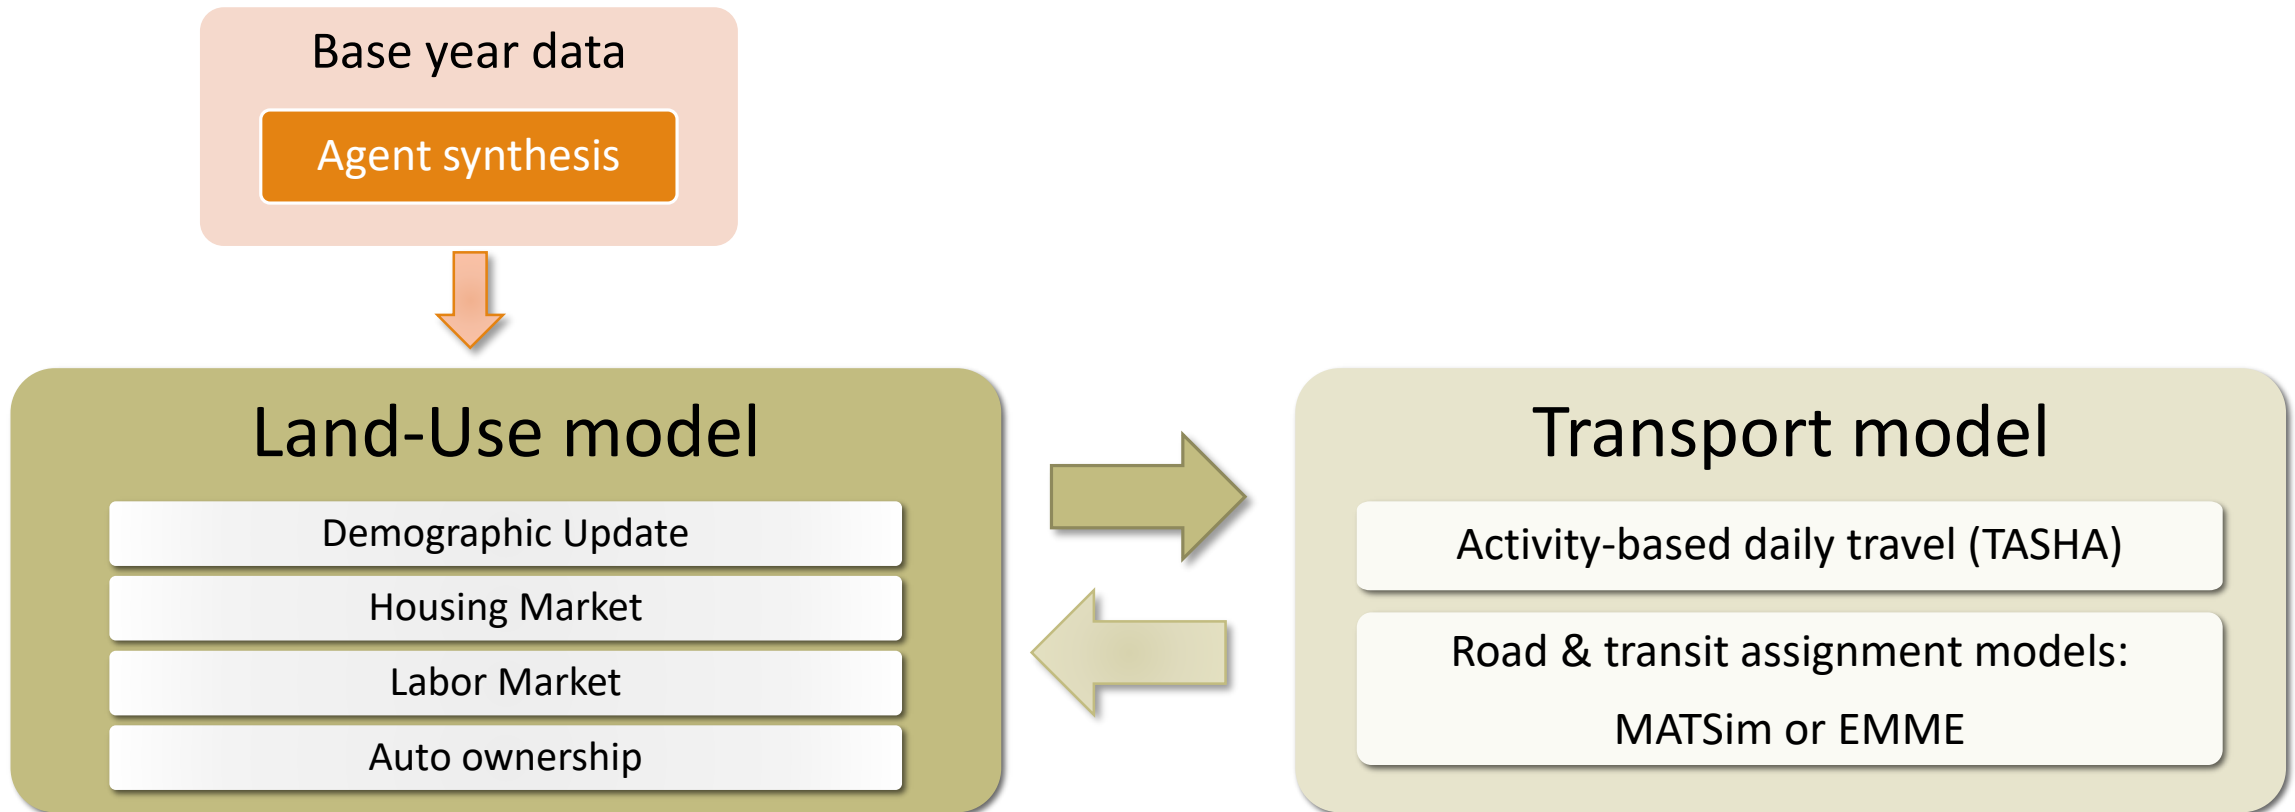 Base year data
Agent synthesis
Land-Use model
Demographic Update
Housing Market
Labor Market
Auto ownership
Transport model
Activity-based daily travel (TASHA)
Road & transit assignment models:
MATSim or EMME